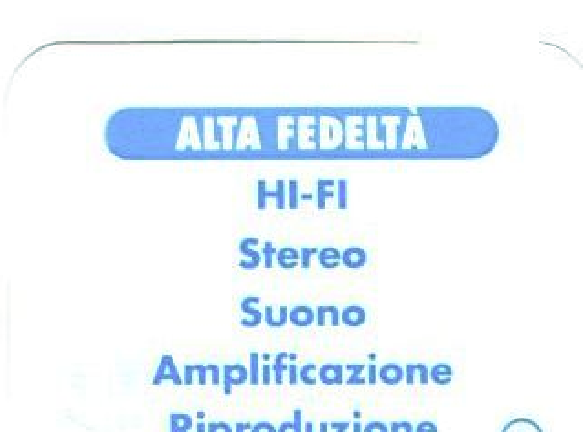 ALTA FEDELTÀ
HI-FI
Stereo
Suono
Amplificazione
Riproduzione